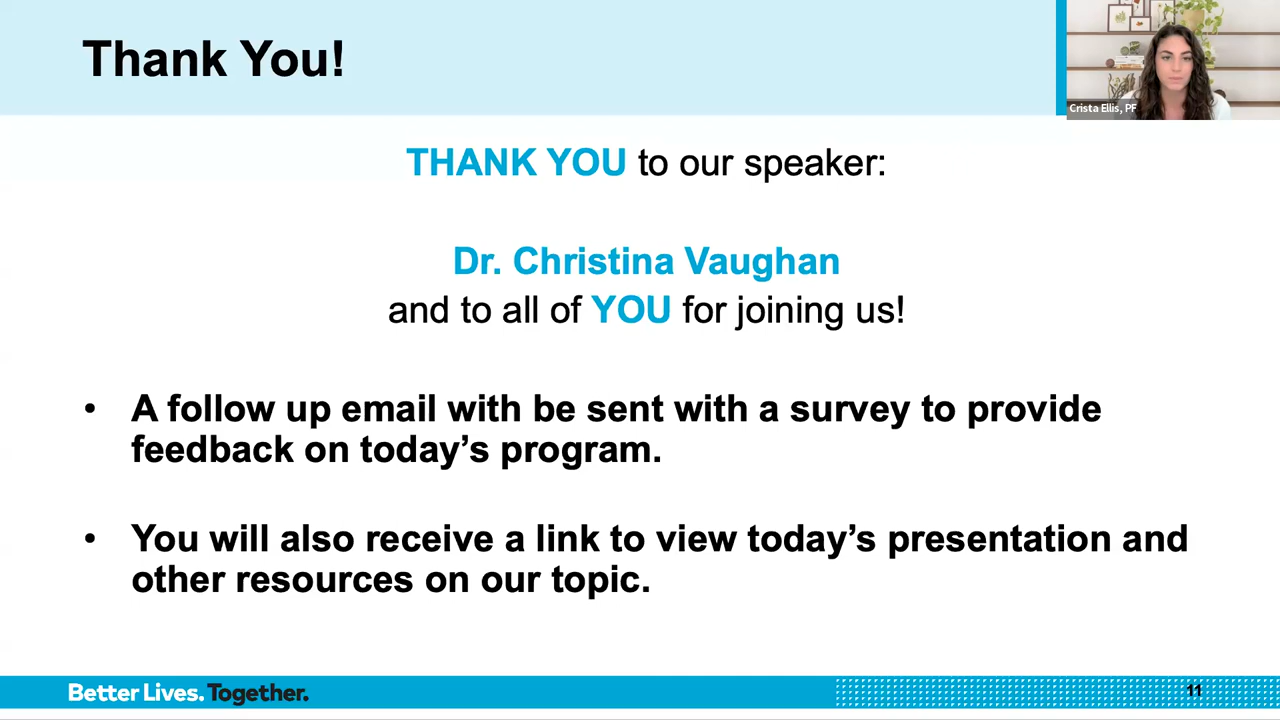 Thank You!
Crista Ellis, PF
THANK YOU to our speaker:
Dr. Christina Vaughan
and to all of YOU for joining us!
• A follow up email with be sent with a survey to provide
feedback on today’s program.
• You will also receive a link to view today’s presentation and
other resources on our topic.
Better Lives. Together.
11